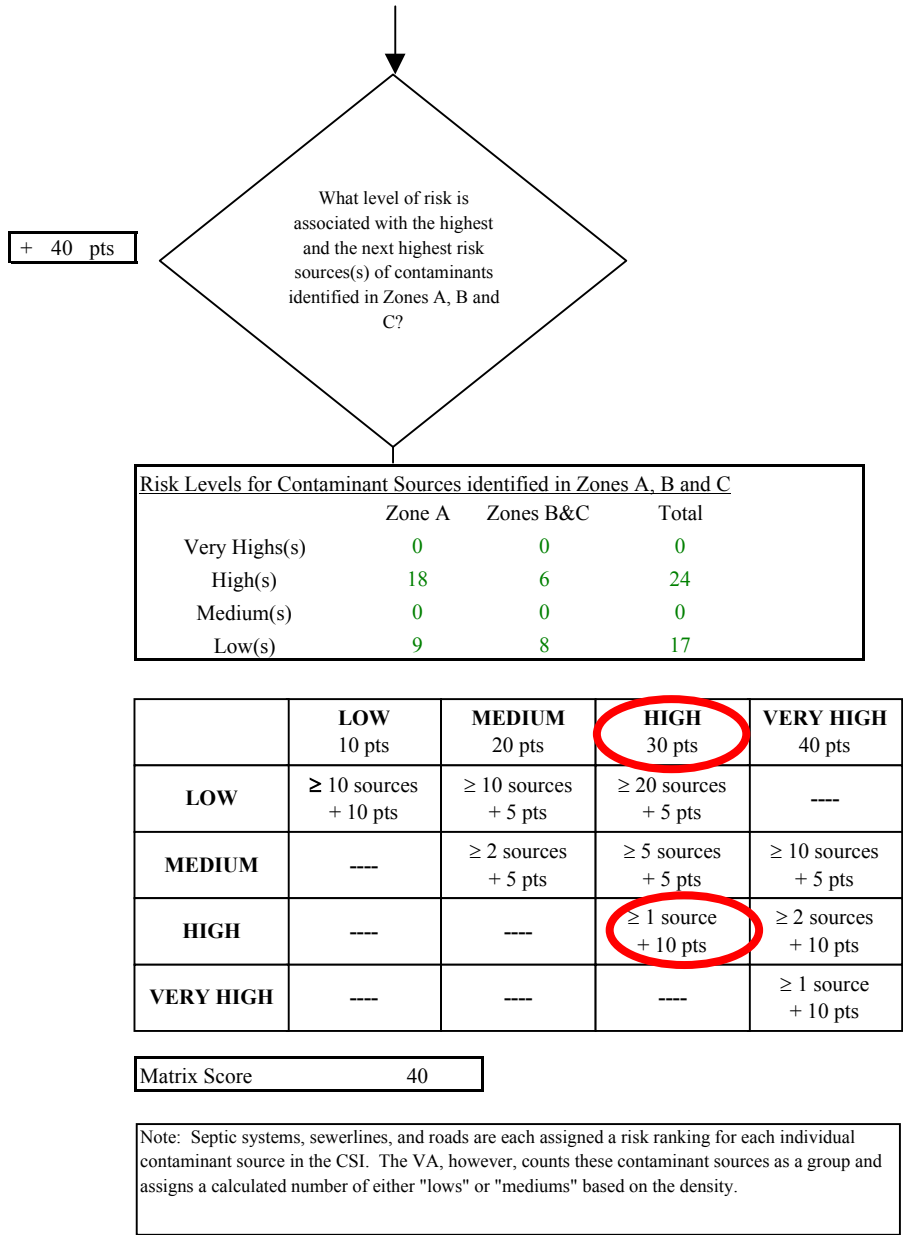 What level of risk is
associated with the highest
and the next highest risk
sources(s) of contaminants
identified in Zones A, B and
C?
+ 40 pts
Risk Levels for Contaminant Sources identified in Zones A, B and C
Zone A Zones B&C Total
Very Highs(s) 0 0 0
High(s) 18 6 24
Medium(s) 0 0 0
Low(s) 9 8 17
LOW MEDIUM HIGH VERY HIGH
10 pts 20 pts 30 pts 40 pts
LOW ≥ 10 sources ≥ 10 sources ≥ 20 sources ----
+ 10 pts + 5 pts + 5 pts
MEDIUM ---- ≥ 2 sources ≥ 5 sources ≥ 10 sources
+ 5 pts + 5 pts + 5 pts
HIGH ---- ---- ≥ 1 source ≥ 2 sources
+ 10 pts + 10 pts
VERY HIGH ---- ---- ---- ≥ 1 source
+ 10 pts
Matrix Score 40
Note: Septic systems, sewerlines, and roads are each assigned a risk ranking for each individual
contaminant source in the CSI. The VA, however, counts these contaminant sources as a group and
assigns a calculated number of either "lows" or "mediums" based on the density.